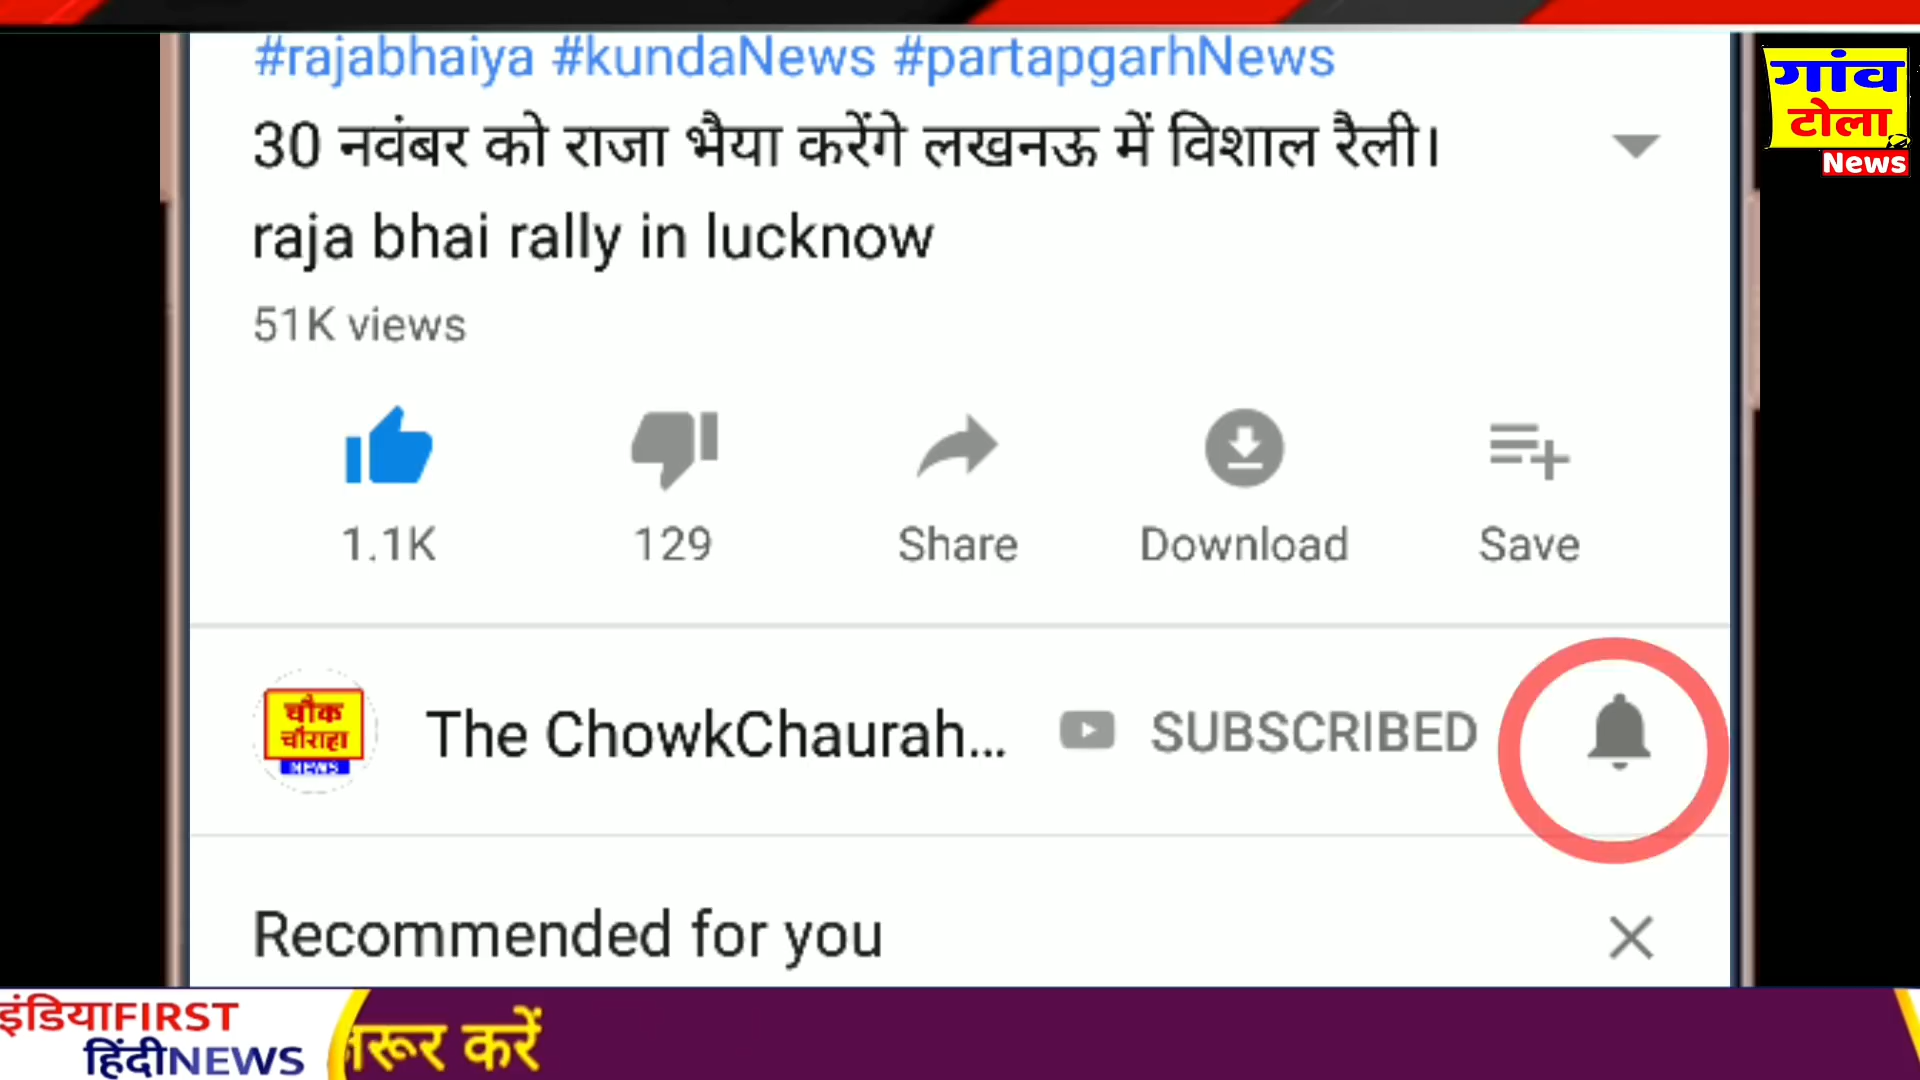 #rajabhaiya #kundaNews #partapgarhNews
30 नवंबर को राजा भैया करेंगे लखनऊ में विशाल रैली।
raja bhai rally in lucknow
51K views
1.1K 129 Share Download Save
चौक
चौराहा
NEWS
The ChowkChaurah... SUBSCRIBED
Recommended for you
गांव
टोला
News
इंडियाFIRST
हिंदीNEWS
करें